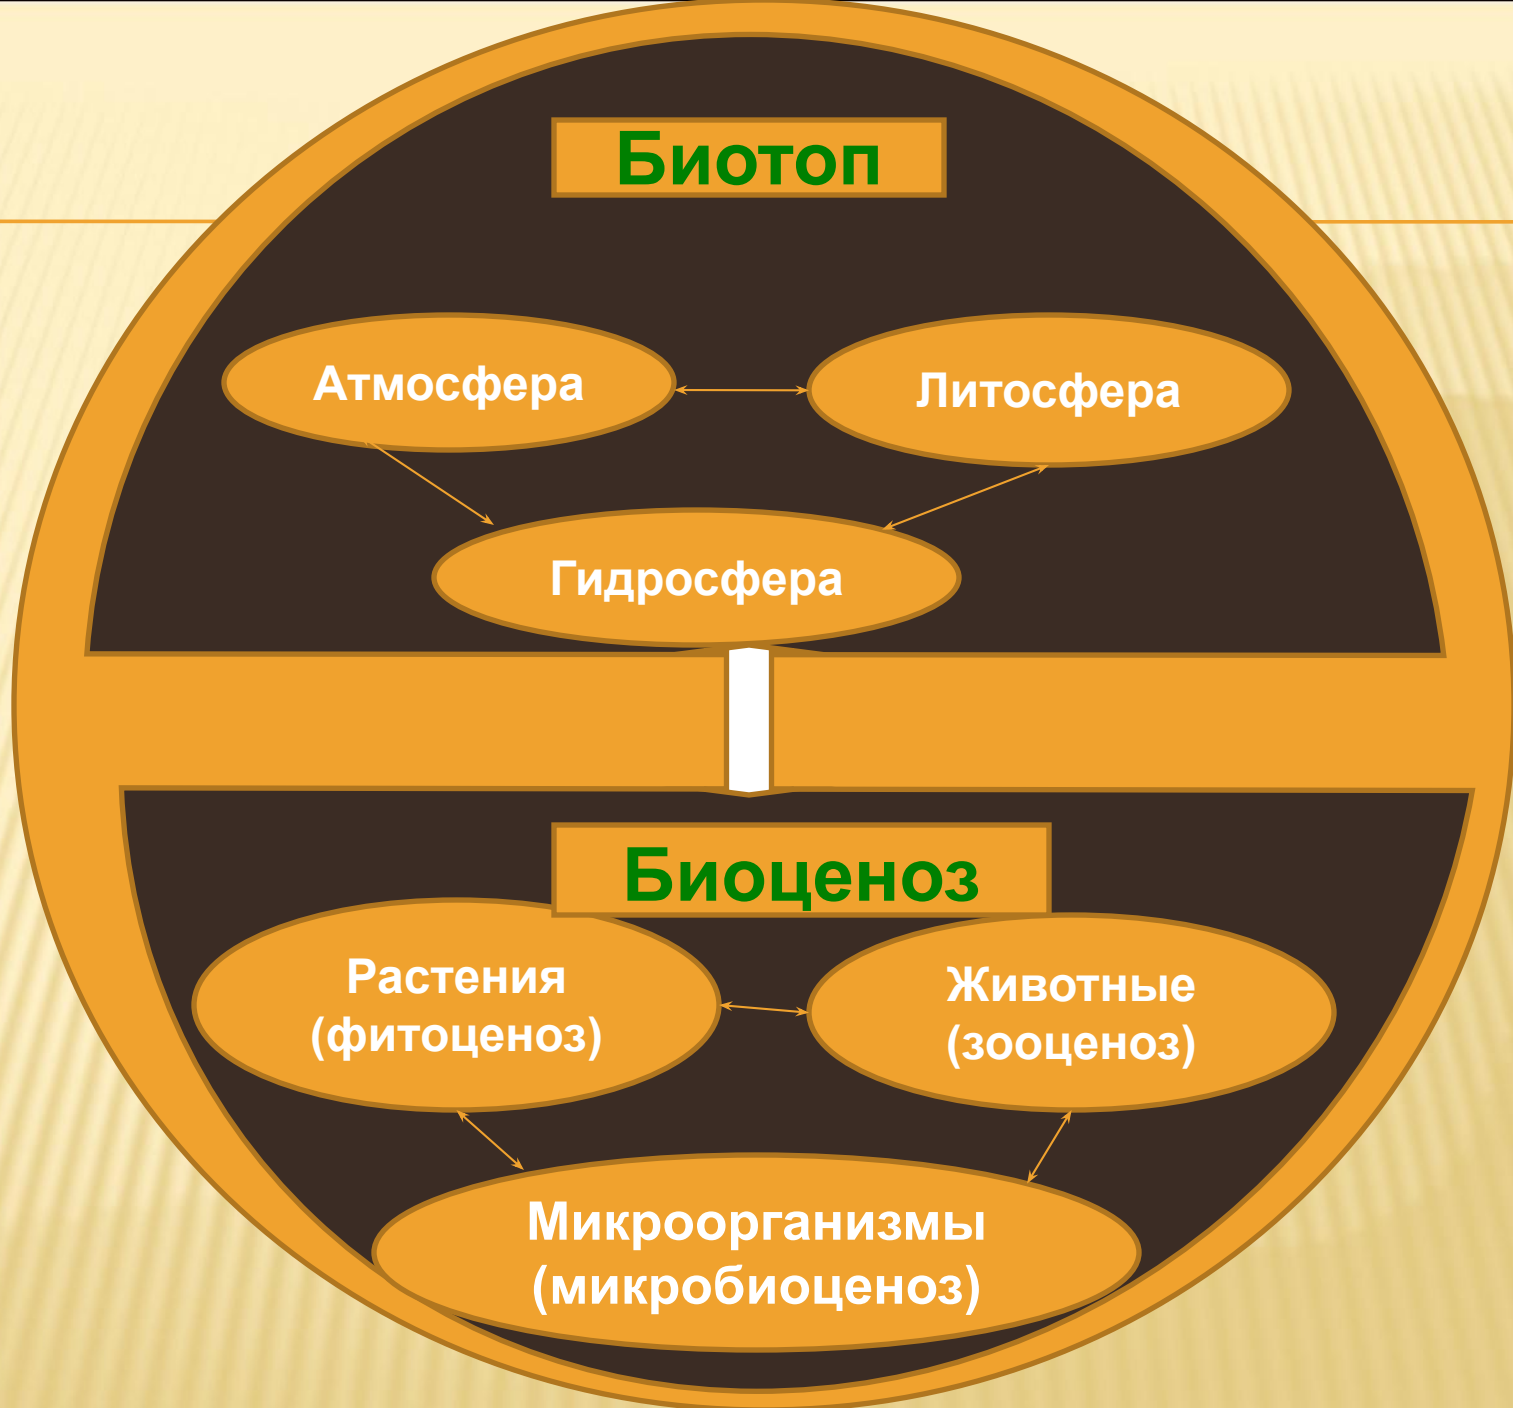 Биотоп
Атмосфера
Литосфера
Гидросфера
Биоценоз
Растения
(фитоценоз)
Животные
(зооценоз)
Микроорганизмы
(микробиоценоз)